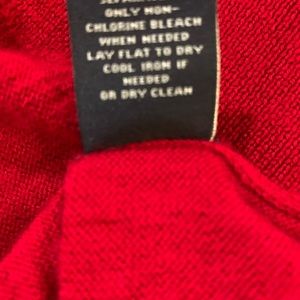 ONLY NON-
CHLORINE BLEACH
WHEN NEEDED
LAY FLAT TO DRY
COOL IRON IF
NEEDED
OR DRY CLEAN